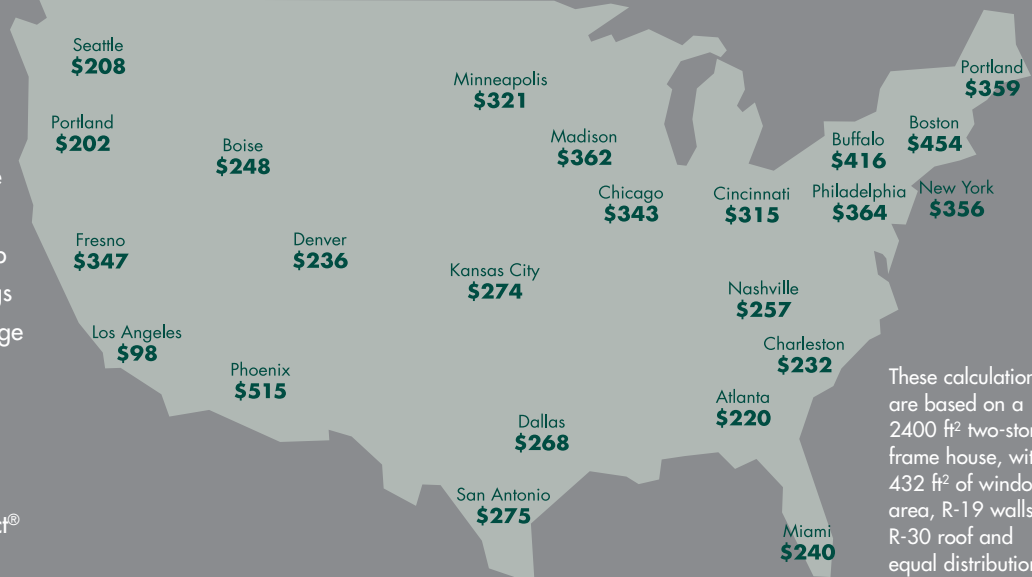 Seattle
$208
Portland
$202
Boise
$248
Minneapolis
$321
Madison
$362
Chicago
$343
Cincinnati
$315
Buffalo
$416
Portland
$359
Boston
$454
Philadelphia
$364
New York
$356
Fresno
$347
Denver
$236
Kansas City
$274
Nashville
$257
Los Angeles
$98
Phoenix
$515
Charleston
$232
Atlanta
$220
Dallas
$268
San Antonio
$275
Miami
$240
These calculation
are based on a
2400 ft² two-stor
frame house, wit
432 ft² of windo
area, R-19 walls
R-30 roof and
equal distribution